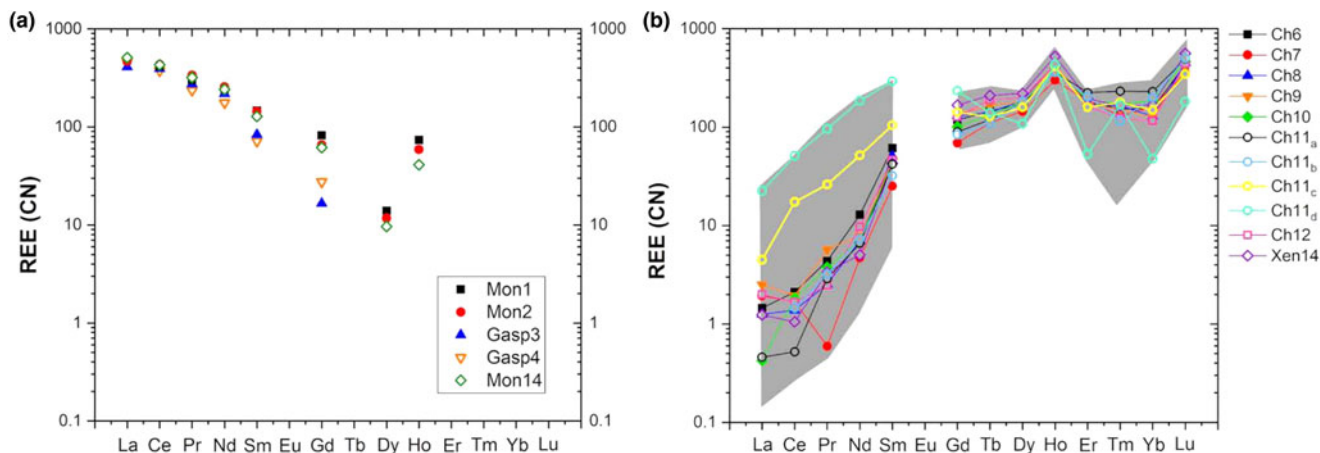 (a)
REE (CN)
1000
100
10
1
0.1
1000
100
10
1
0.1
Mon1
Mon2
Gasp3
Gasp4
Mon14
La Ce Pr Nd Sm Eu Gd Tb Dy Ho Er Tm Yb Lu
(b)
REE (CN)
1000
100
10
1
0.1
La Ce Pr Nd Sm Eu Gd Tb Dy Ho Er Tm Yb Lu
Ch6
Ch7
Ch8
Ch9
Ch10
Ch11a
Ch11b
Ch11c
Ch11d
Ch12
Xen14